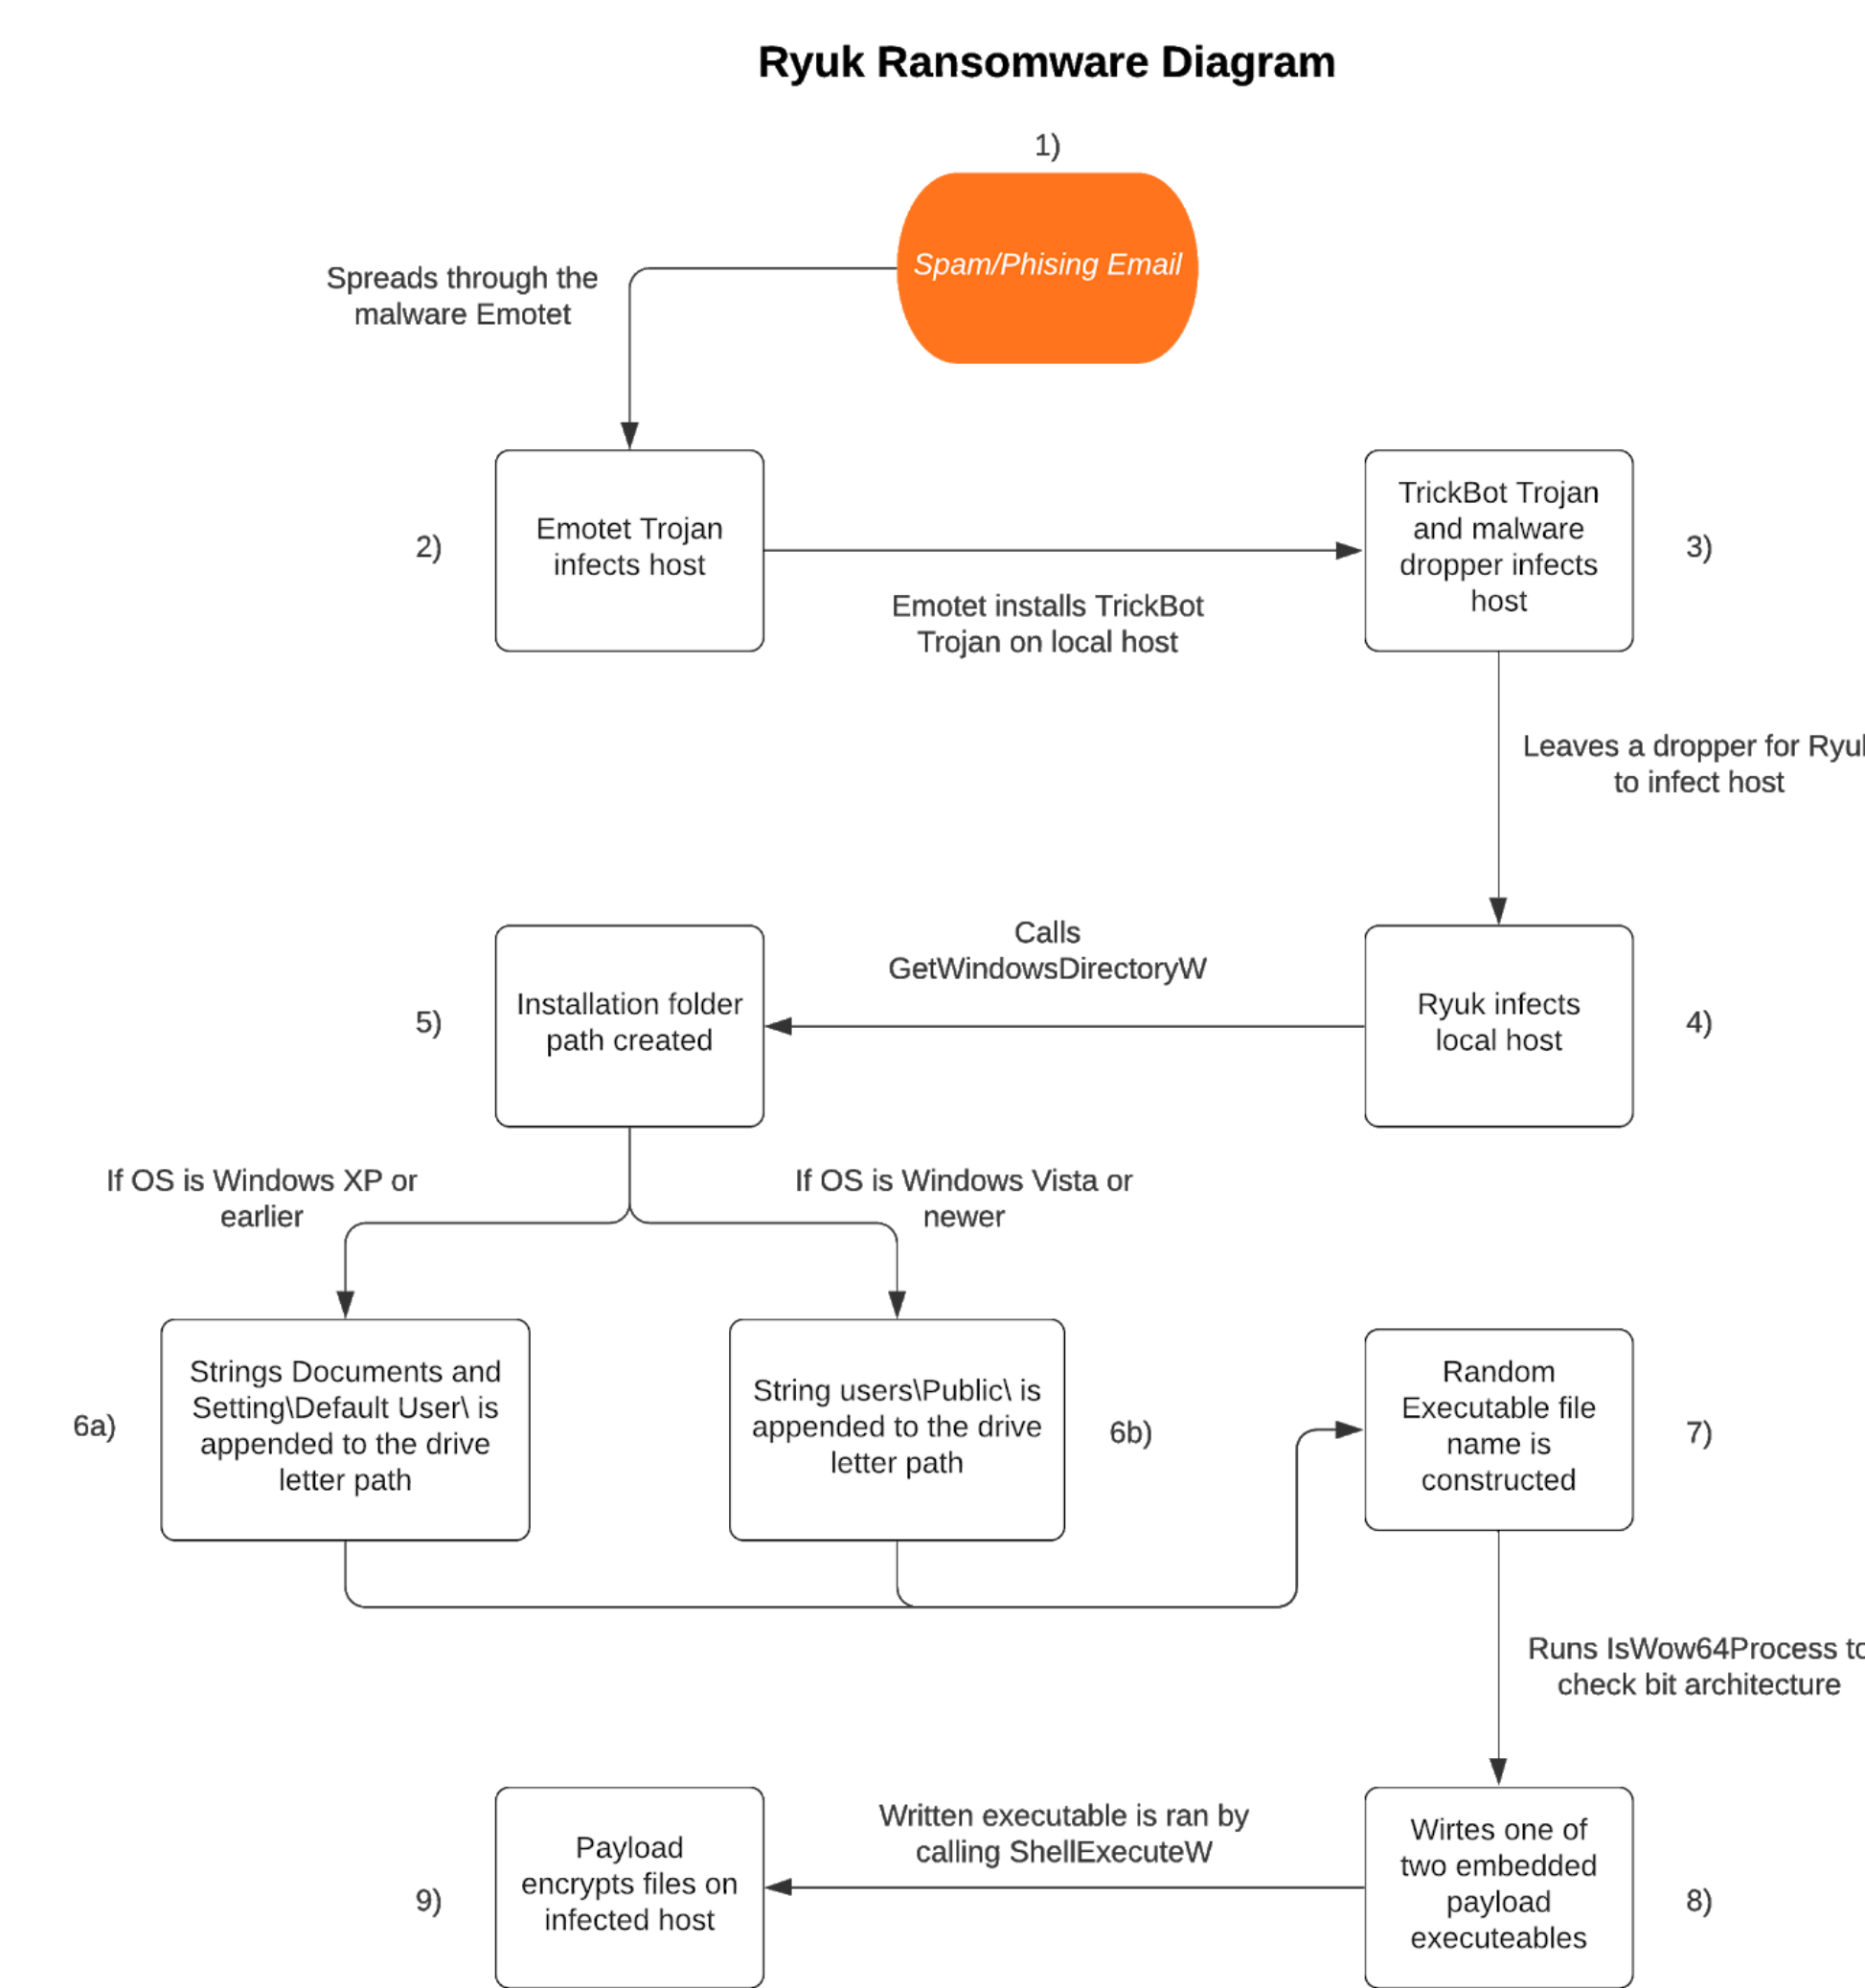 Ryuk Ransomware Diagram
1)
Spam/Phising Email
Spreads through the
malware Emotet
2)
Emotet Trojan
infects host
Emotet installs TrickBot
Trojan on local host
TrickBot Trojan
and malware
dropper infects
host
3)
Leaves a dropper for Ryuk
to infect host
4)
Ryuk infects
local host
Calls
GetWindowsDirectoryW
5)
Installation folder
path created
If OS is Windows XP or
earlier
If OS is Windows Vista or
newer
6a)
Strings Documents and
Setting\Default User\ is
appended to the drive
letter path
String users\Public\ is
appended to the drive
letter path
6b)
Random
Executable file
name is
constructed
7)
Runs IsWow64Process to
check bit architecture
Wirtes one of
two embedded
payload
executeables
8)
Written executable is ran by
calling ShellExecuteW
9)
Payload
encrypts files on
infected host